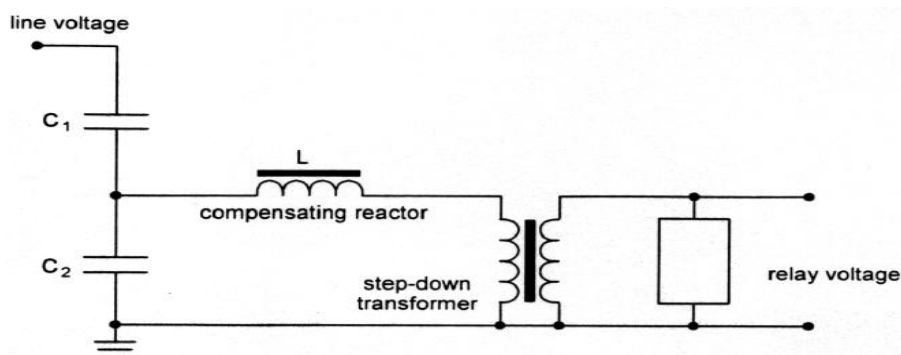 line voltage
C1
L
compensating reactor
C2
step-down
transformer
relay voltage